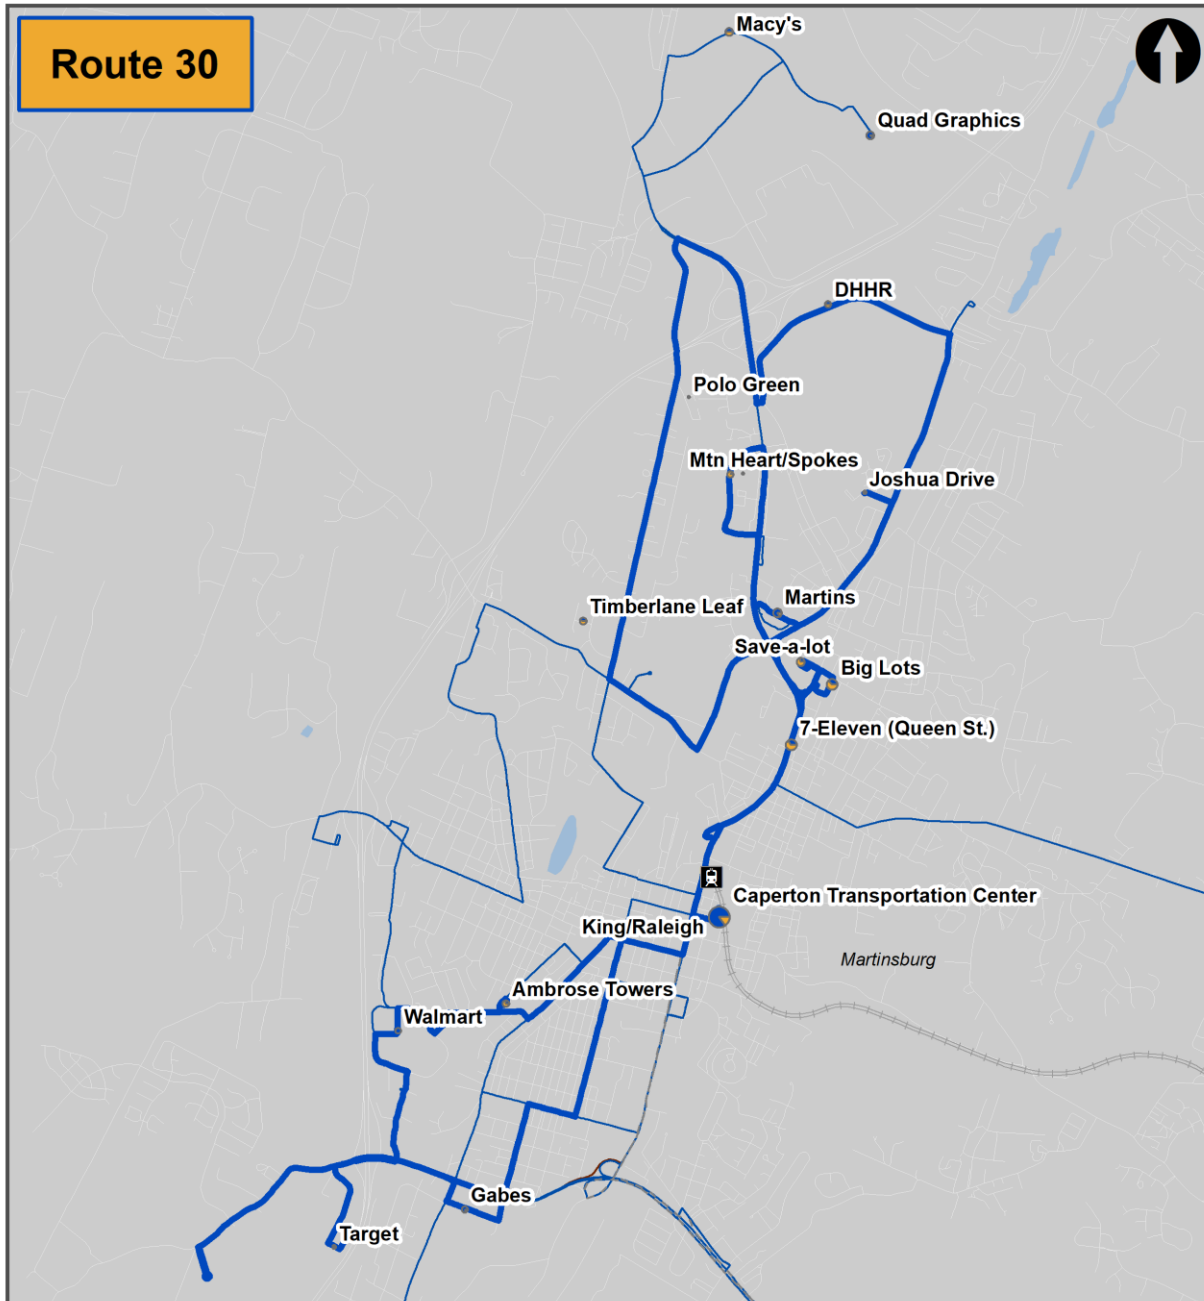 Route 30
Macy's
Quad Graphics
DHHR
Polo Green
Mtn Heart/Spokes
Joshua Drive
Timberlane Leaf
Martins
Save-a-lot
Big Lots
7-Eleven (Queen St.)
Caperton Transportation Center
King/Raleigh
Martinsburg
Ambrose Towers
Walmart
Gabes
Target